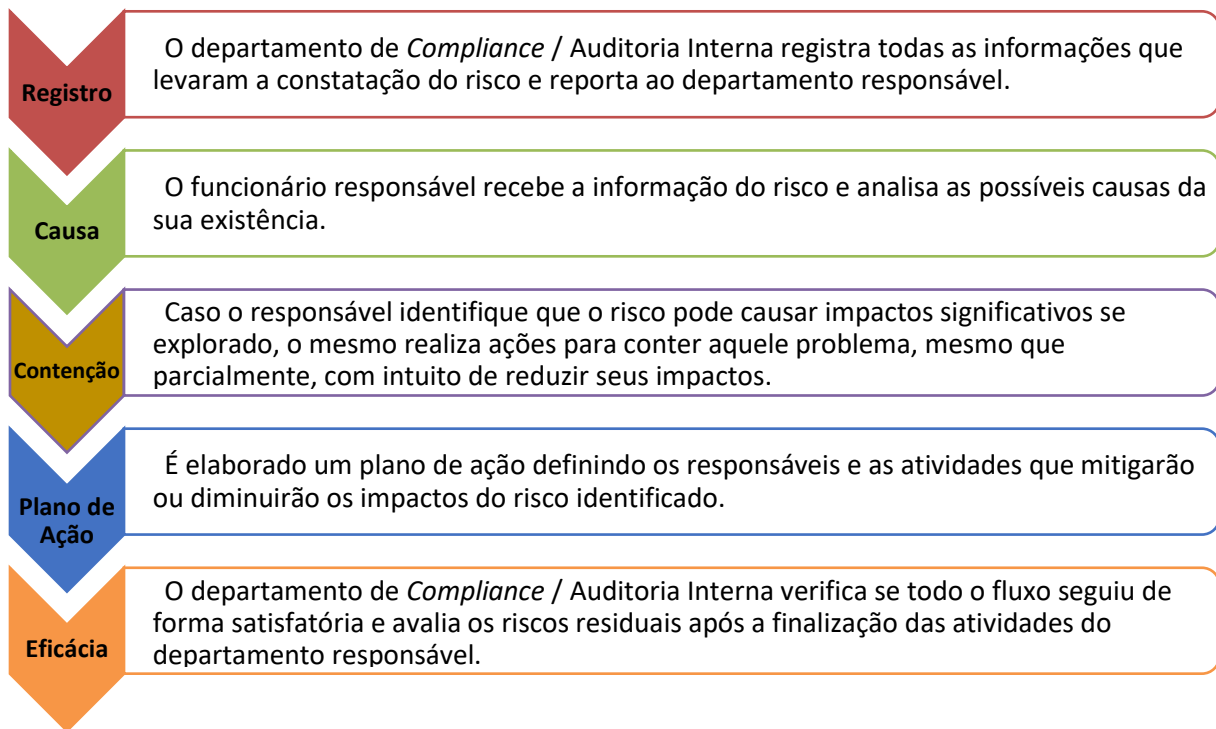 O departamento de Compliance / Auditoria Interna registra todas as informações que
levaram a constatação do risco e reporta ao departamento responsável.
Registro
O funcionário responsável recebe a informação do risco e analisa as possíveis causas da
sua existência.
Causa
Caso o responsável identifique que o risco pode causar impactos significativos se
explorado, o mesmo realiza ações para conter aquele problema, mesmo que
parcialmente, com intuito de reduzir seus impactos.
Contenção
É elaborado um plano de ação definindo os responsáveis e as atividades que mitigarão
ou diminuirão os impactos do risco identificado.
Plano de
Ação
O departamento de Compliance / Auditoria Interna verifica se todo o fluxo seguiu de
forma satisfatória e avalia os riscos residuais após a finalização das atividades do
departamento responsável.
Eficácia